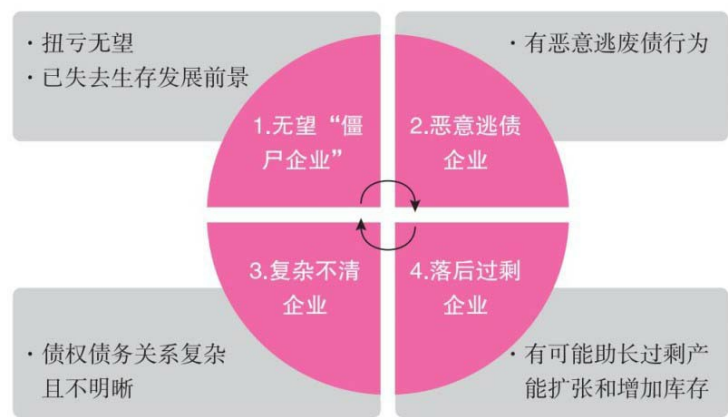 · 扭亏无望
· 已失去生存发展前景
· 有恶意逃废债行为
1.无望“僵
尸企业”
2.恶意逃债
企业
3.复杂不清
企业
4.落后过剩
企业
· 债权债务关系复杂
且不明晰
· 有可能助长过剩产
能扩张和增加库存